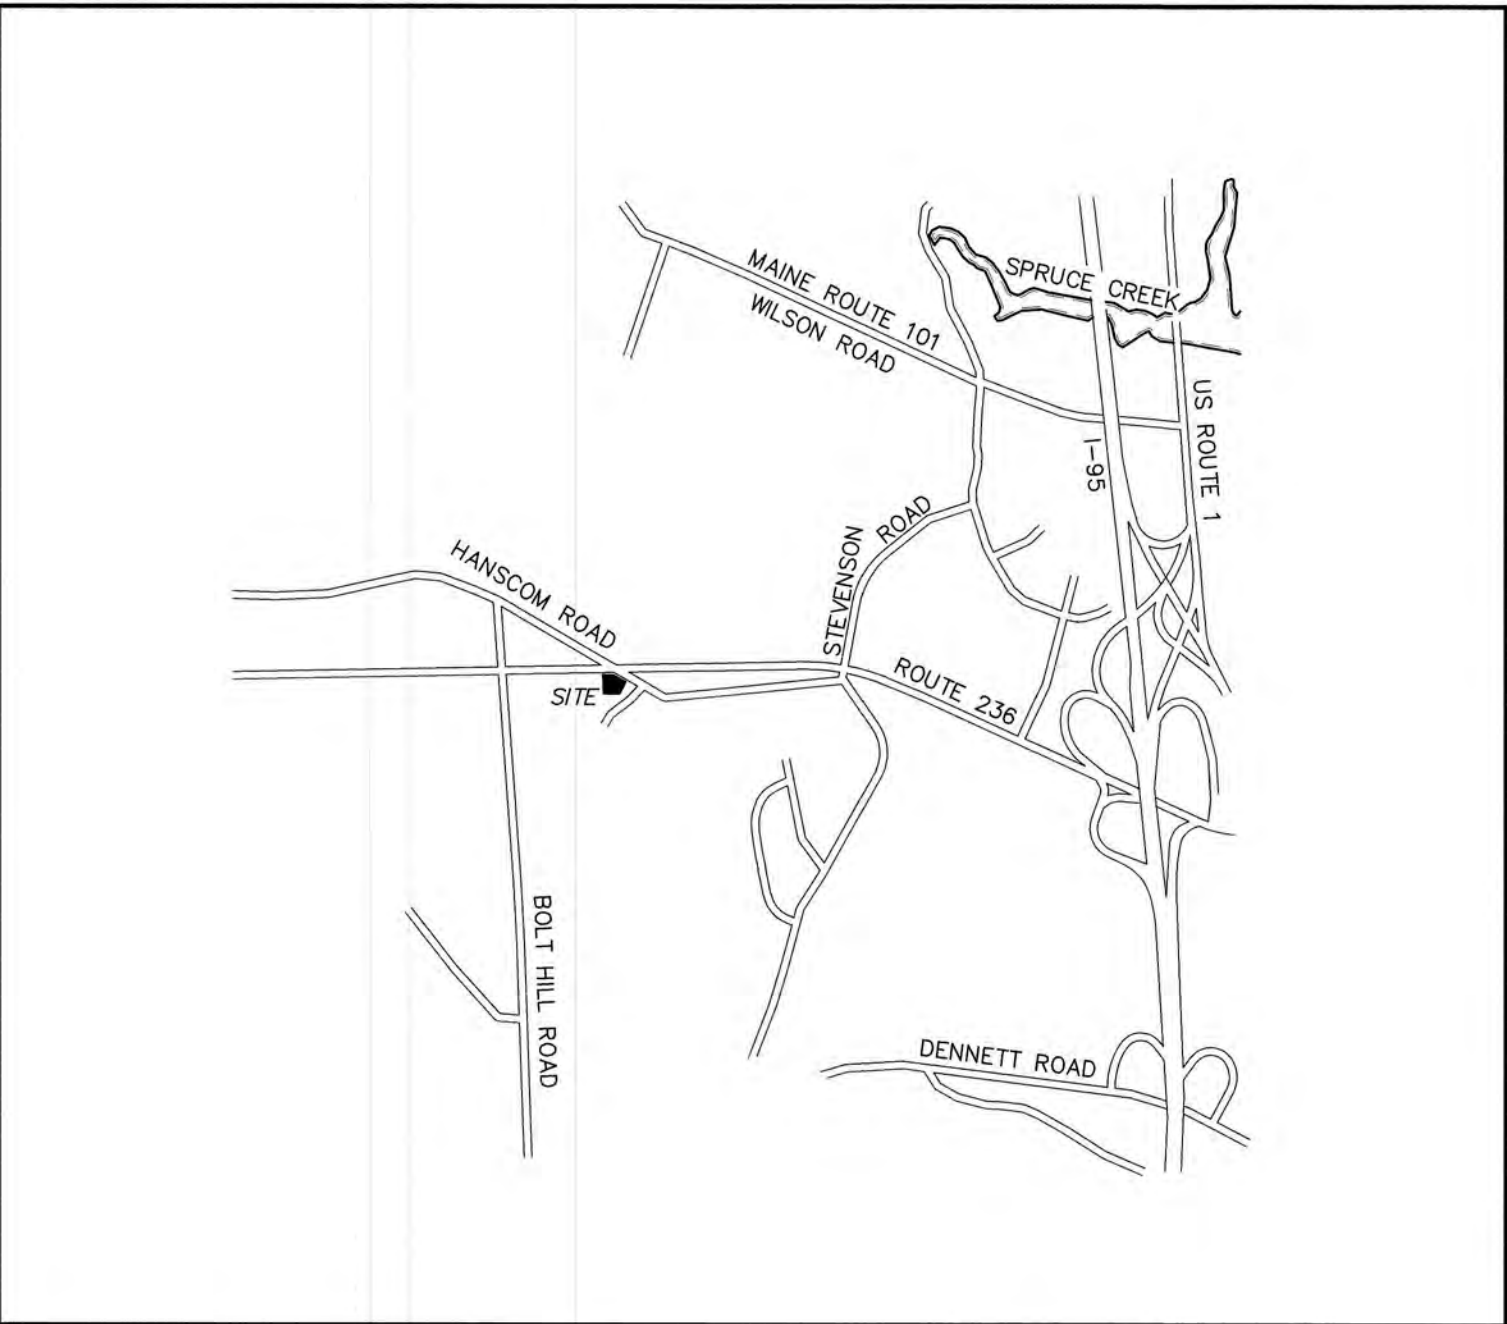 SPRUCE CREEK
MAINE ROUTE 101
WILSON ROAD
US ROUTE 1
I-95
STEVENSON ROAD
HANSCOM ROAD
ROUTE 236
SITE
BOLT HILL ROAD
DENNETT ROAD